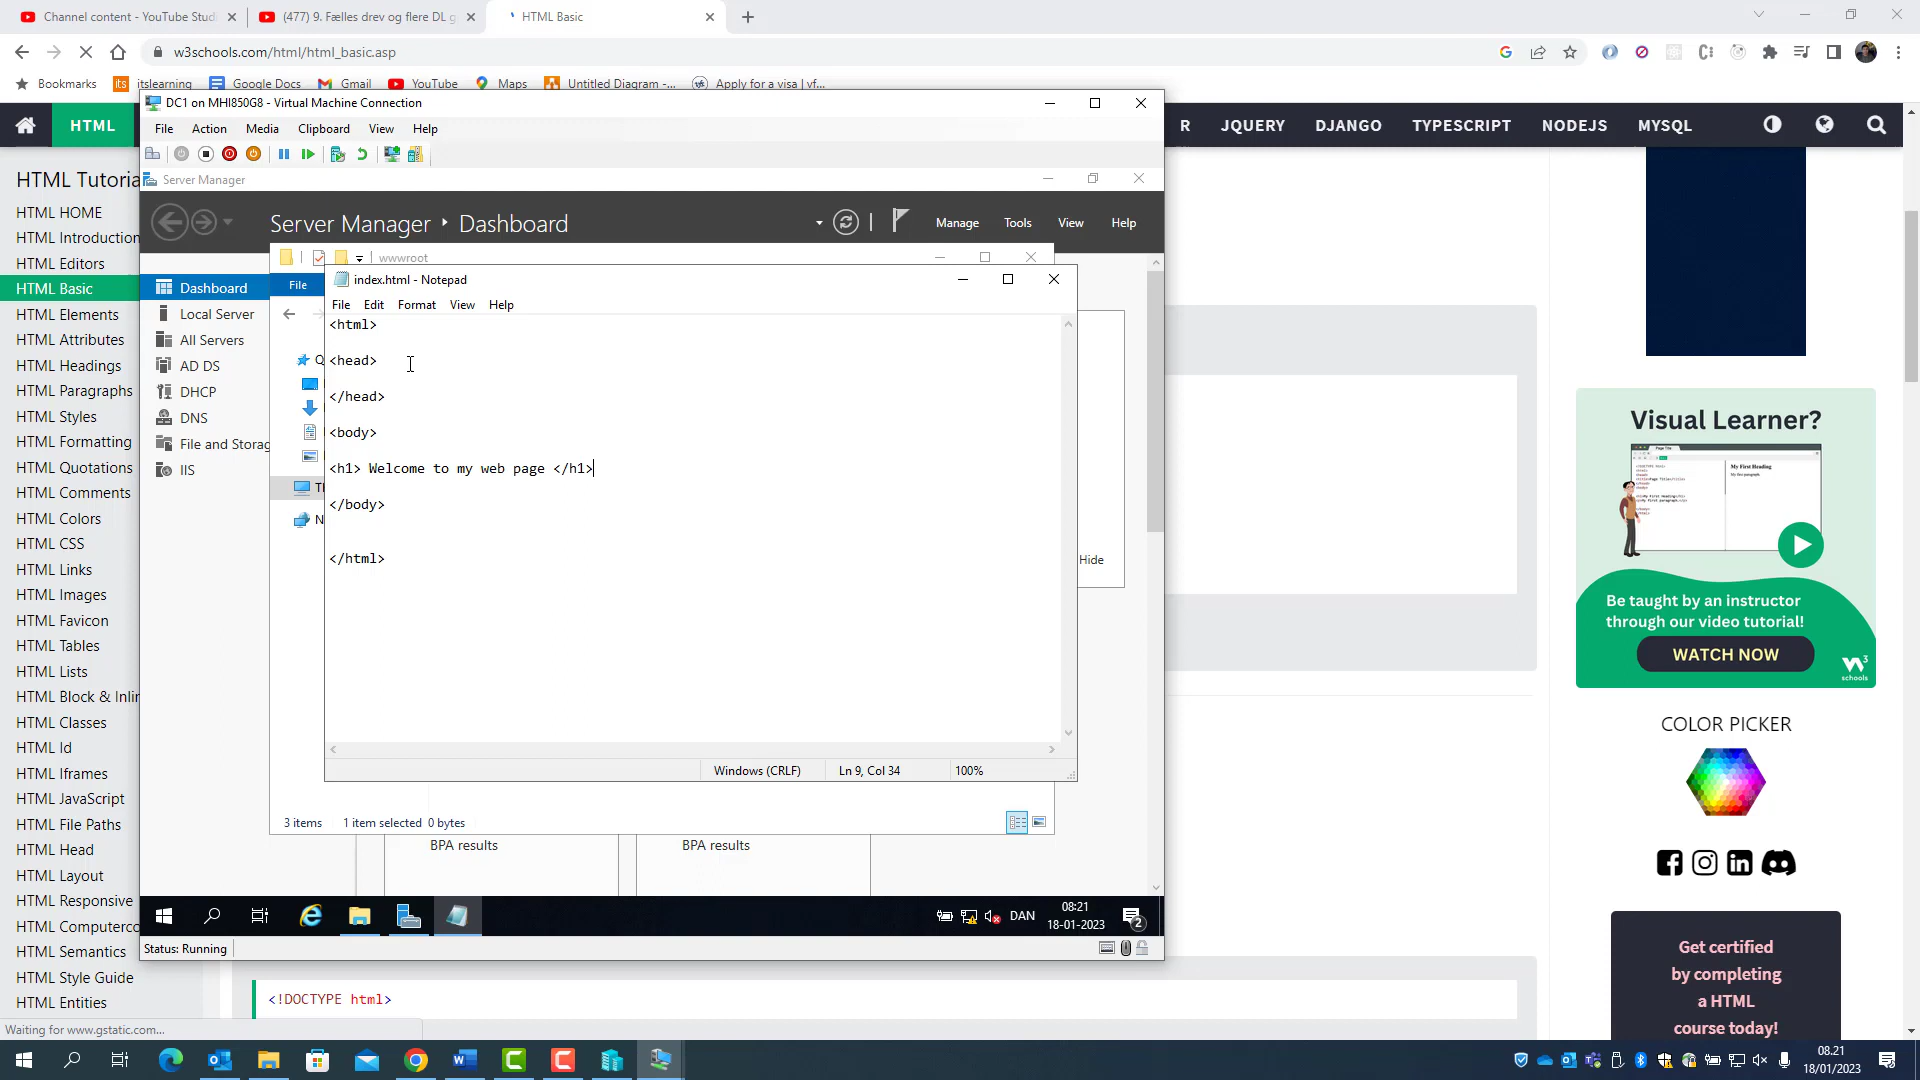 Channel content - YouTube Stud
(477) 9. Fælles drev og flere DL g
HTML Basic
w3schools.com/html/html_basic.asp
Bookmarks
itslearning
Google Docs
Gmail
YouTube
Maps
Untitled Diagram -...
Apply for a visa | vf...
HTML
R
JQUERY
DJANGO
TYPESCRIPT
NODEJS
MYSQL
HTML Tutoria
HTML HOME
HTML Introduction
HTML Editors
HTML Basic
HTML Elements
HTML Attributes
HTML Headings
HTML Paragraphs
HTML Styles
HTML Formatting
HTML Quotations
HTML Comments
HTML Colors
HTML CSS
HTML Links
HTML Images
HTML Favicon
HTML Tables
HTML Lists
HTML Block & Inli
HTML Classes
HTML Id
HTML Iframes
HTML JavaScript
HTML File Paths
HTML Head
HTML Layout
HTML Responsive
HTML Computerco
HTML Semantics
HTML Style Guide
HTML Entities
Waiting for www.gstatic.com...
DC1 on MHI850G8 - Virtual Machine Connection
File Action Media Clipboard View Help
Server Manager
Server Manager ‣ Dashboard
Manage Tools View Help
Dashboard
Local Server
All Servers
AD DS
DHCP
DNS
File and Storag
IIS
wwwroot
File
Q
Th
N
index.html - Notepad
File Edit Format View Help
<html>
<head>
</head>
<body>
<h1> Welcome to my web page </h1>
</body>
</html>
Windows (CRLF)
Ln 9, Col 34
100%
Hide
3 items
1 item selected 0 bytes
BPA results
BPA results
DAN
08:21
18-01-2023
2
Status: Running
<!DOCTYPE html>
Visual Learner?
Be taught by an instructor
through our video tutorial!
WATCH NOW
w3
schools
COLOR PICKER
Get certified
by completing
a HTML
course today!
08.21
18/01/2023